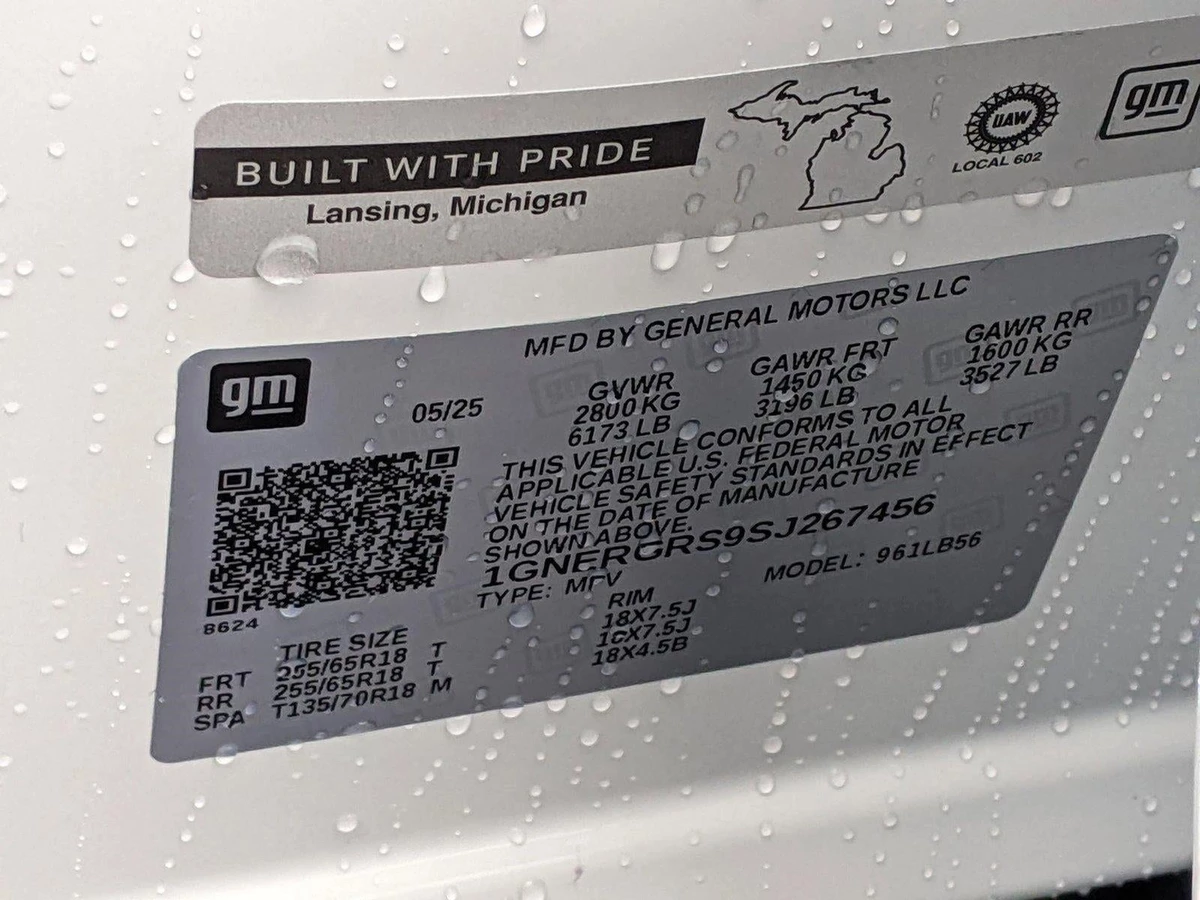 BUILT WITH PRIDE
Lansing, Michigan
UAW
LOCAL 602
gm
MFD BY GENERAL MOTORS LLC
gm
05/25
GVWR
2800 KG
6173 LB
GAWR FRT
1450 KG
3196 LB
GAWR RR
1600 KG
3527 LB
THIS VEHICLE CONFORMS TO ALL
APPLICABLE U.S. FEDERAL MOTOR
VEHICLE SAFETY STANDARDS IN EFFECT
ON THE DATE OF MANUFACTURE
SHOWN ABOVE.
1GNERGRS9SJ267456
TYPE: MPV
MODEL: 961LB56
8624
TIRE SIZE
RIM
FRT 255/65R18 T 18X7.5J
RR 255/65R18 T 18X7.5J
SPA T135/70R18 M 18X4.5B